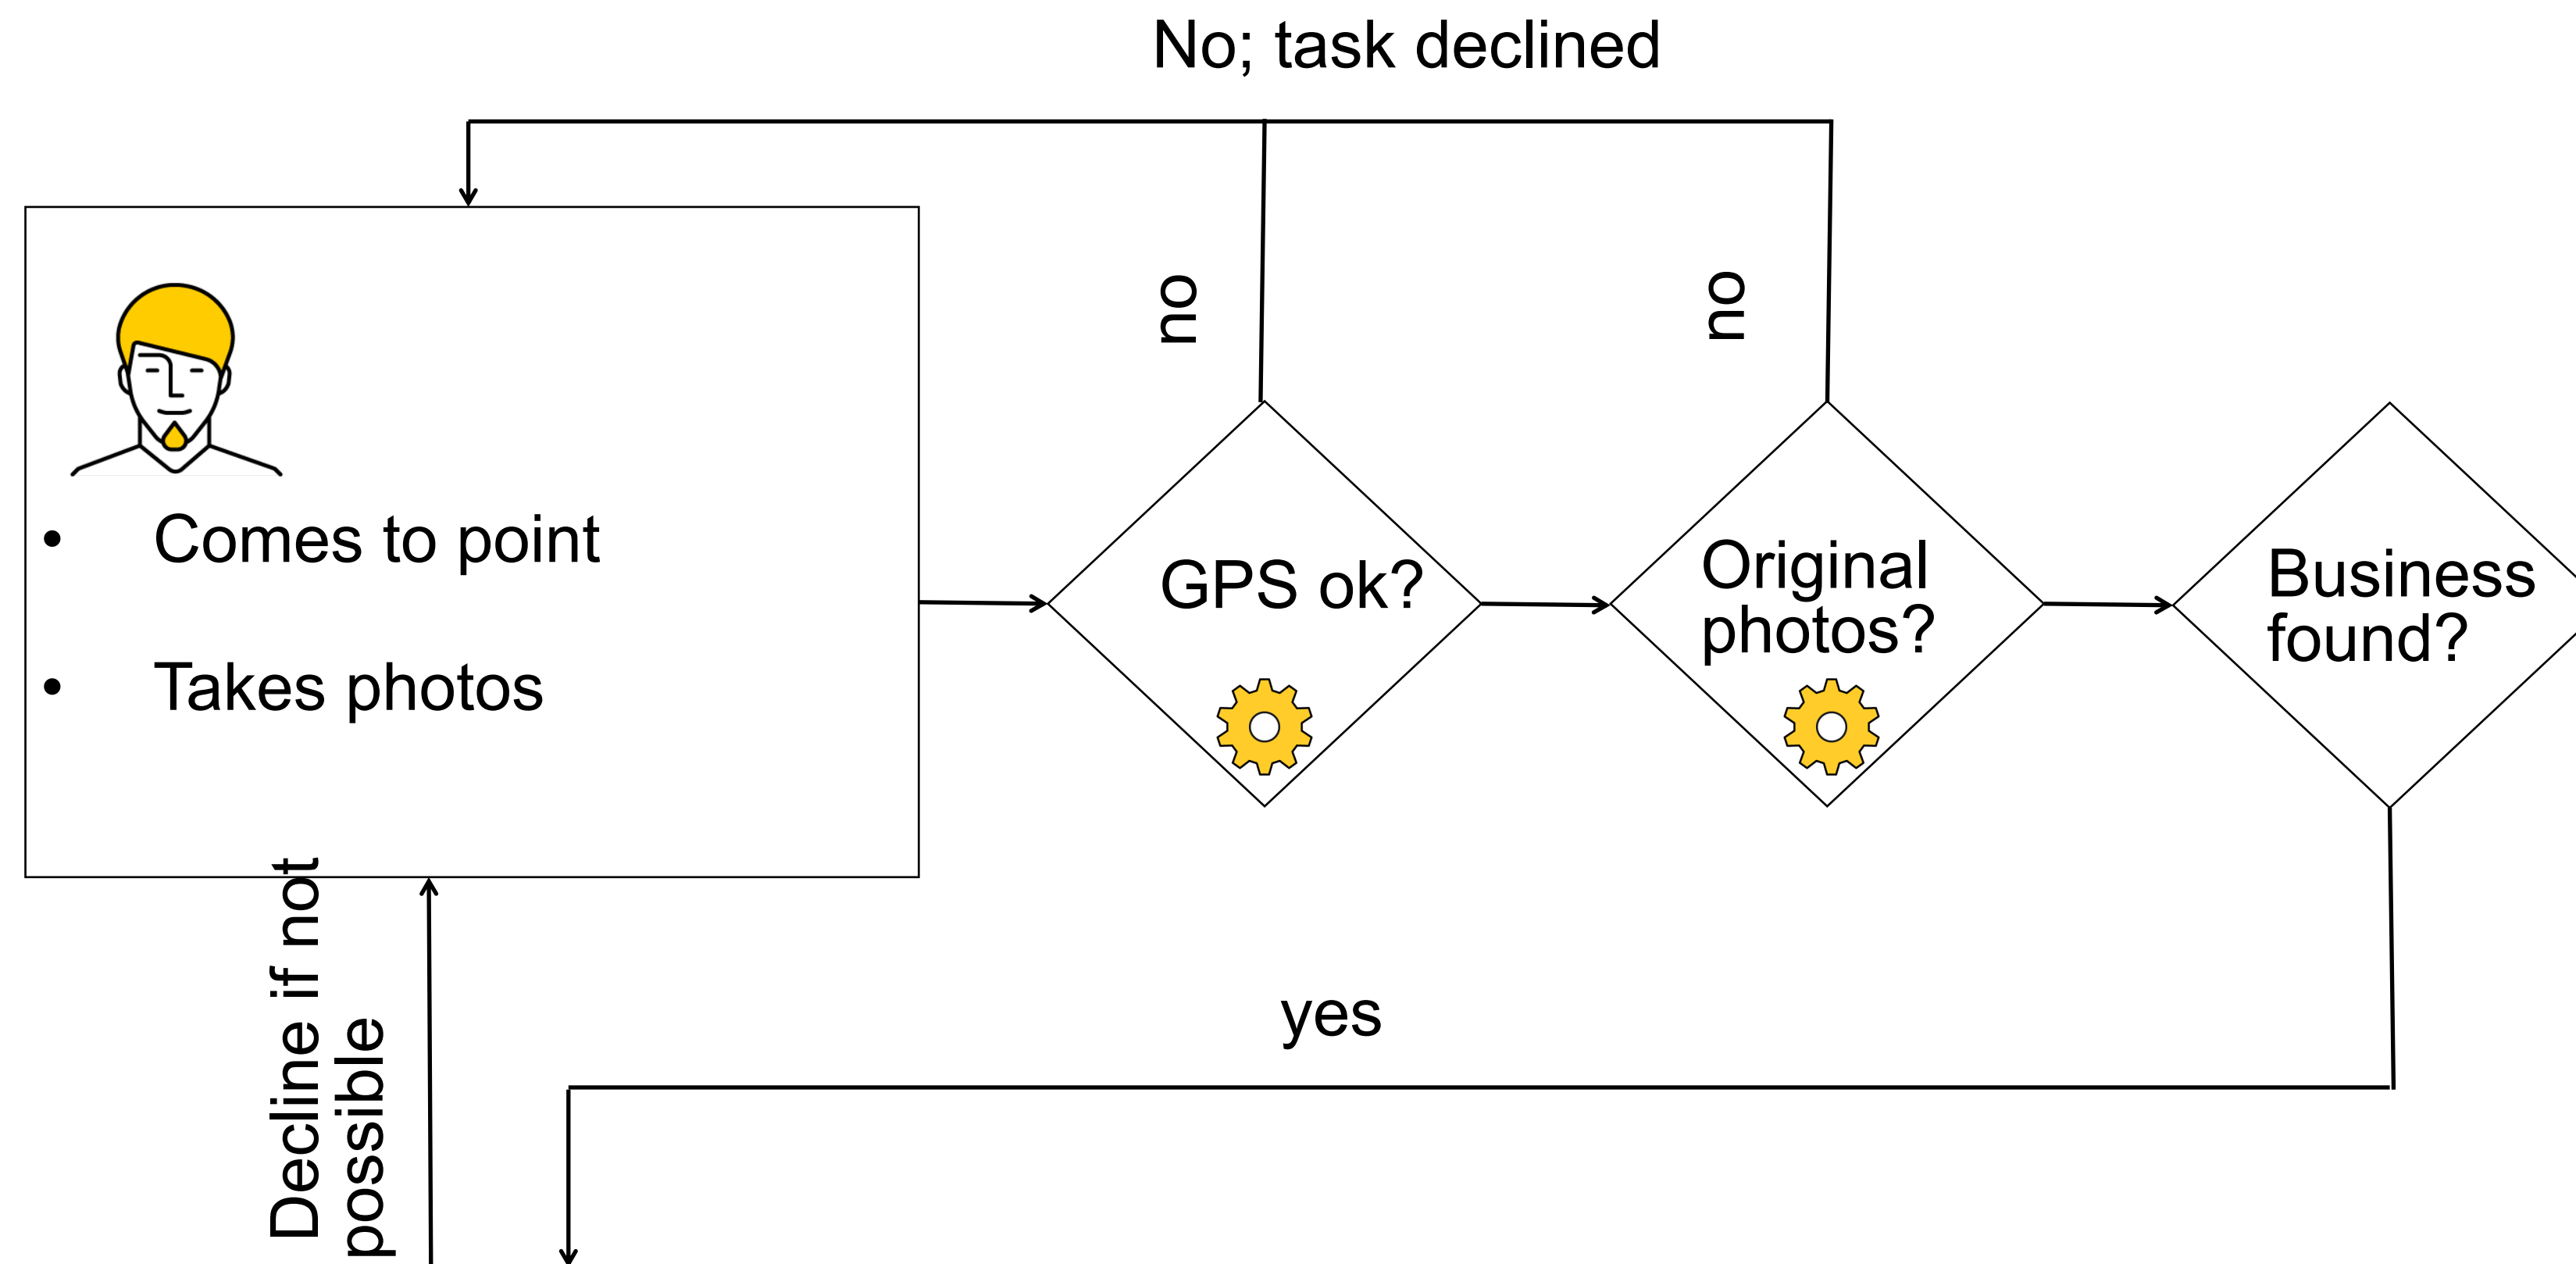 No; task declined
no
no
• Comes to point
• Takes photos
GPS ok?
Original
photos?
Business
found?
Decline if not
possible
yes